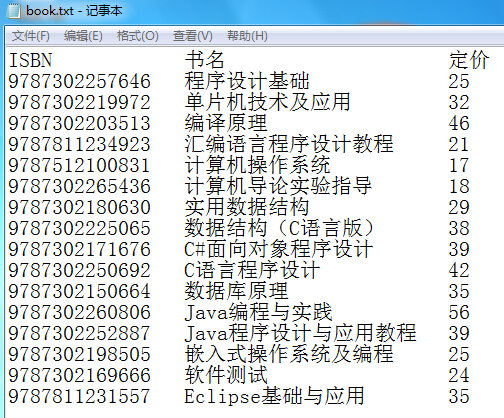 book.txt - 记事本
文件(F) 编辑(E) 格式(O) 查看(V) 帮助(H)
ISBN 书名 定价
9787302257646 程序设计基础 25
9787302219972 单片机技术及应用 32
9787302203513 编译原理 46
9787811234923 汇编语言程序设计教程 21
9787512100831 计算机操作系统 17
9787302265436 计算机导论实验指导 18
9787302180630 实用数据结构 29
9787302225065 数据结构（C语言版） 38
9787302171676 C#面向对象程序设计 39
9787302250692 C语言程序设计 42
9787302150664 数据库原理 35
9787302260806 Java编程与实践 56
9787302252887 Java程序设计与应用教程 39
9787302198505 嵌入式操作系统及编程 25
9787302169666 软件测试 24
9787811231557 Eclipse基础与应用 35